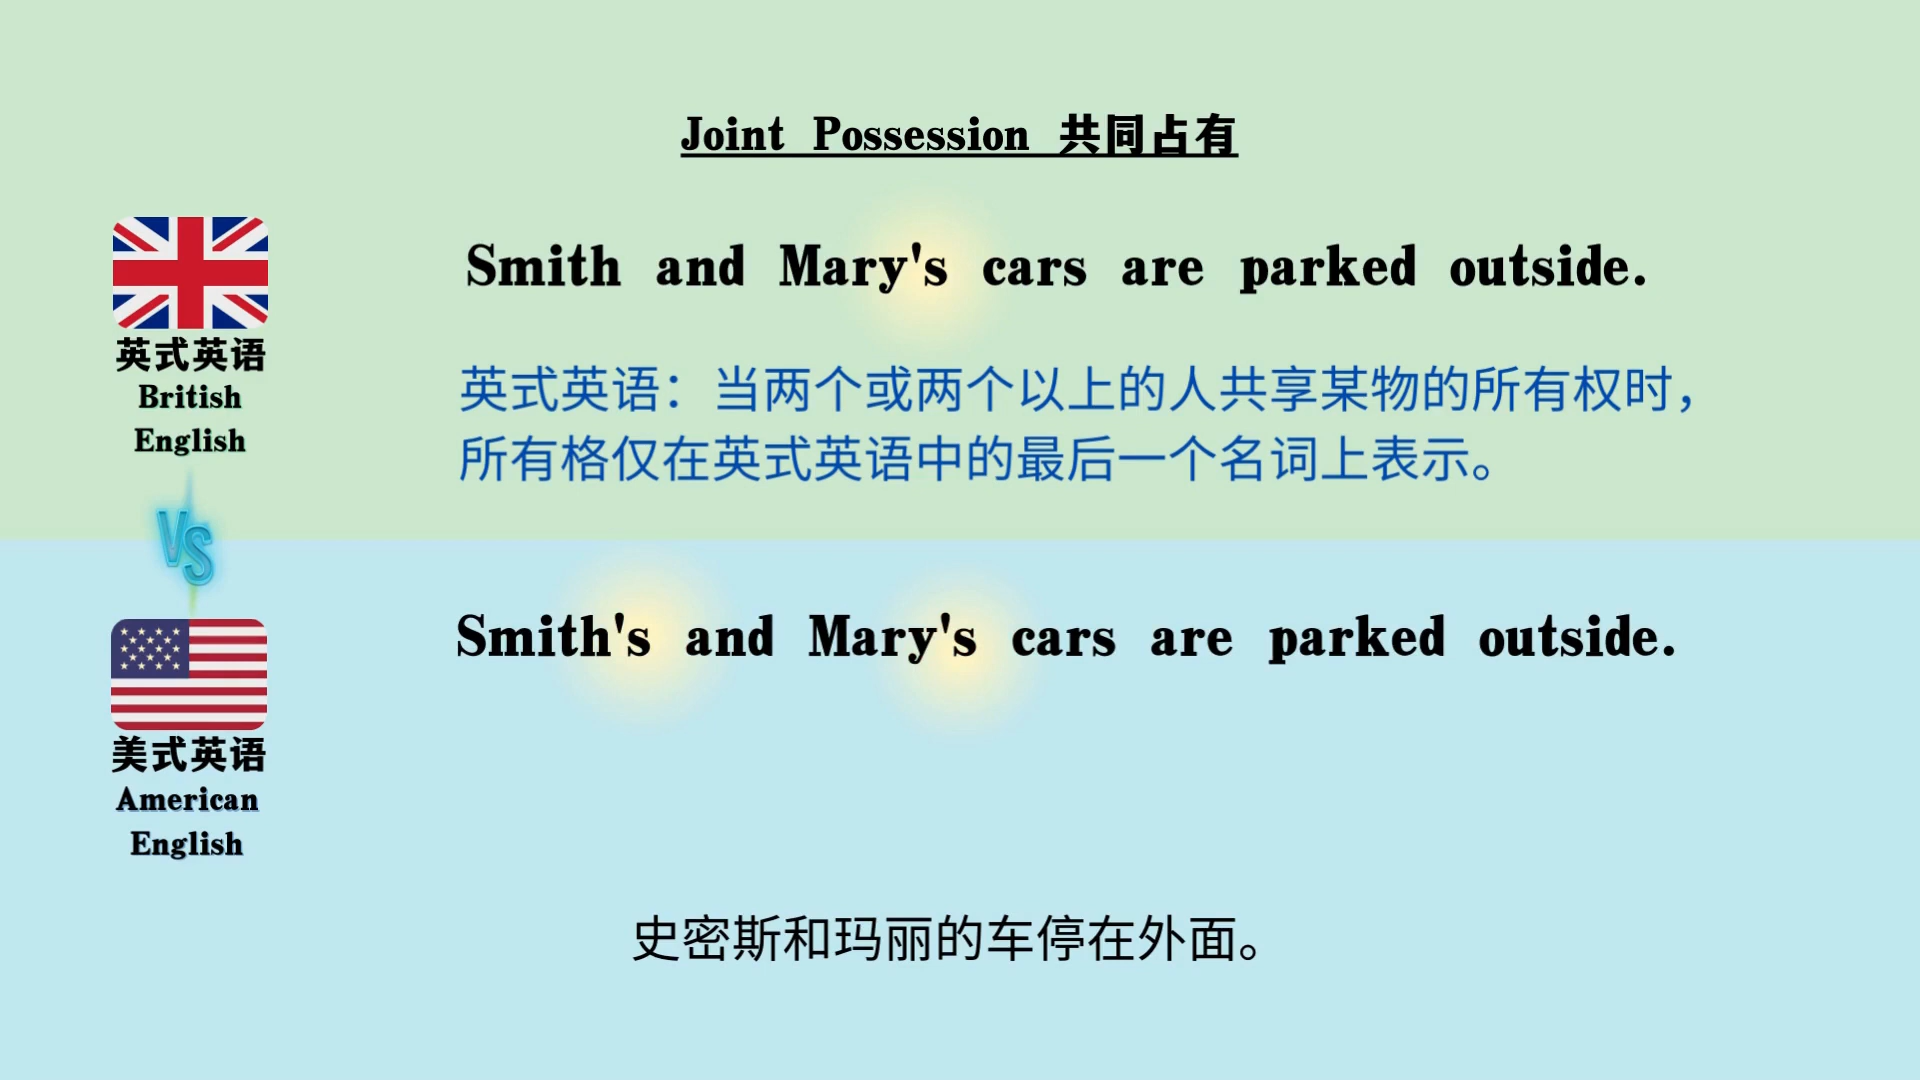 Joint Possession 共同占有
Smith and Mary's cars are parked outside.
英式英语
British
English
英式英语：当两个或两个以上的人共享某物的所有权时，
所有格仅在英式英语中的最后一个名词上表示。
VS
Smith's and Mary's cars are parked outside.
美式英语
American
English
史密斯和玛丽的车停在外面。